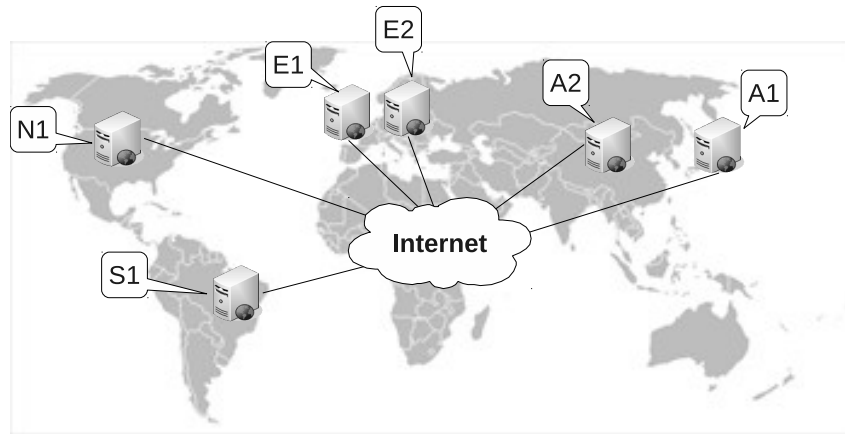 E2
E1
A2
A1
N1
Internet
S1